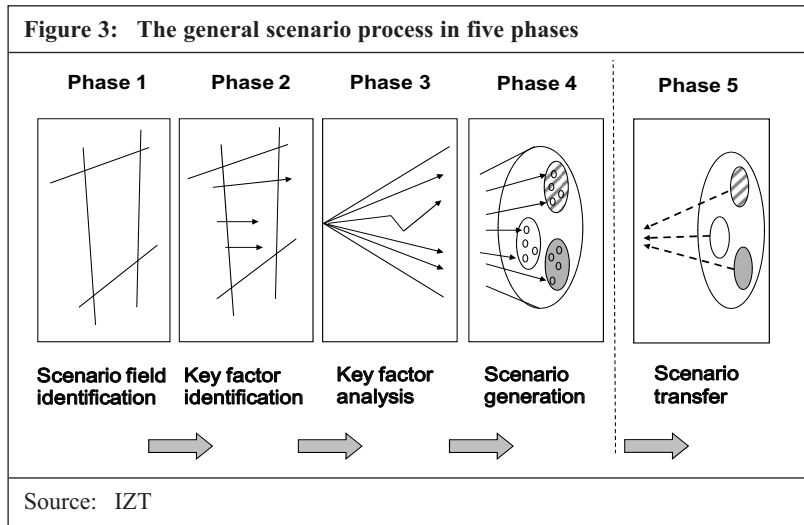 Figure 3: The general scenario process in five phases
Phase 1
Phase 2
Phase 3
Phase 4
Phase 5
Scenario field
identification
Key factor
identification
Key factor
analysis
Scenario
generation
Scenario
transfer
Source: IZT